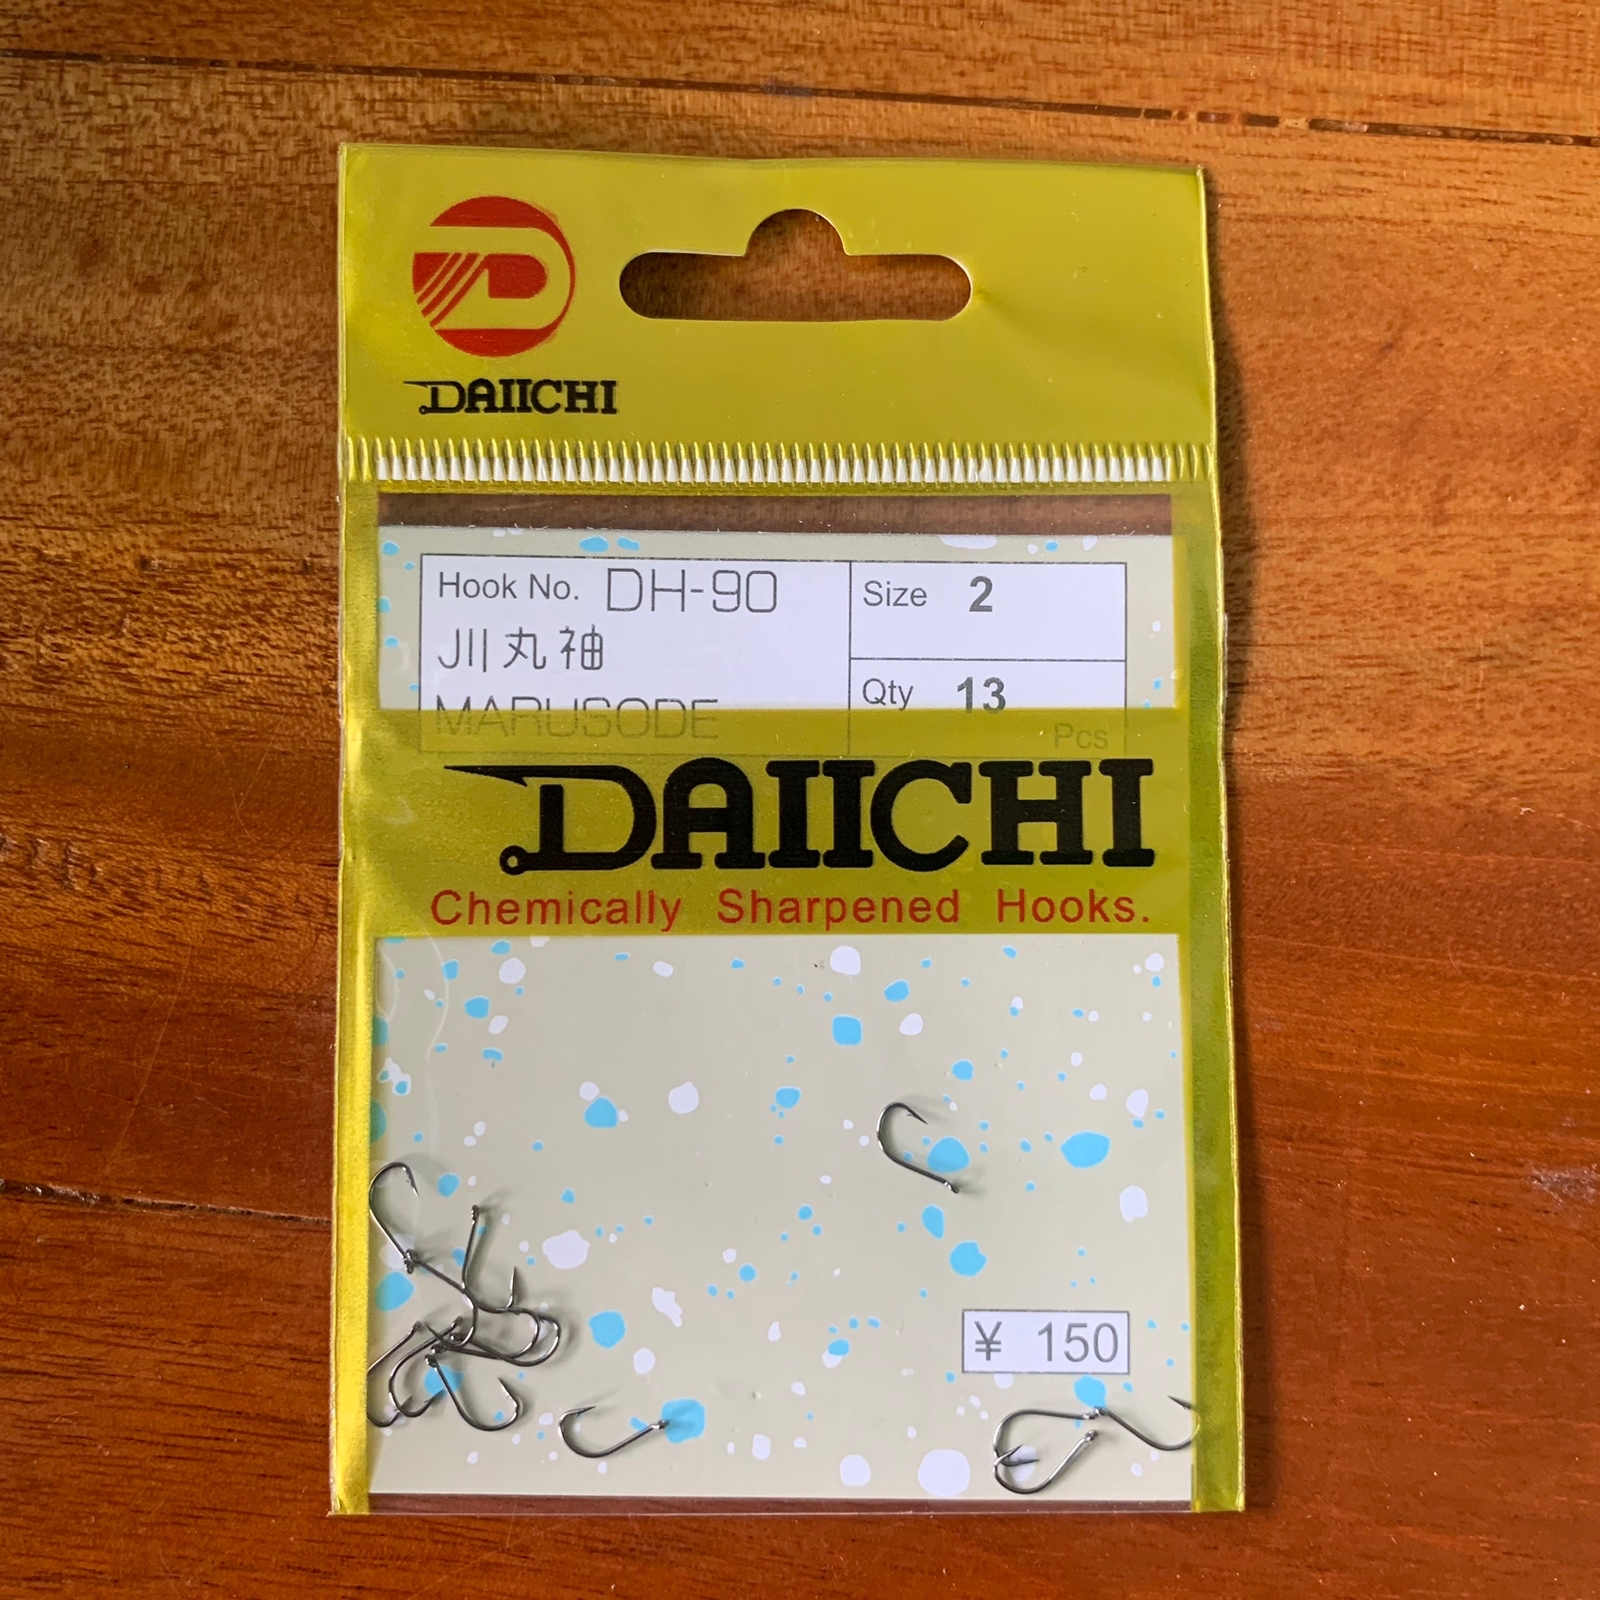 DAIICHI
Hook No. DH-90
Size 2
川丸袖
Qty 13
MARUSODE
Pcs
DAIICHI
Chemically Sharpened Hooks.
¥ 150